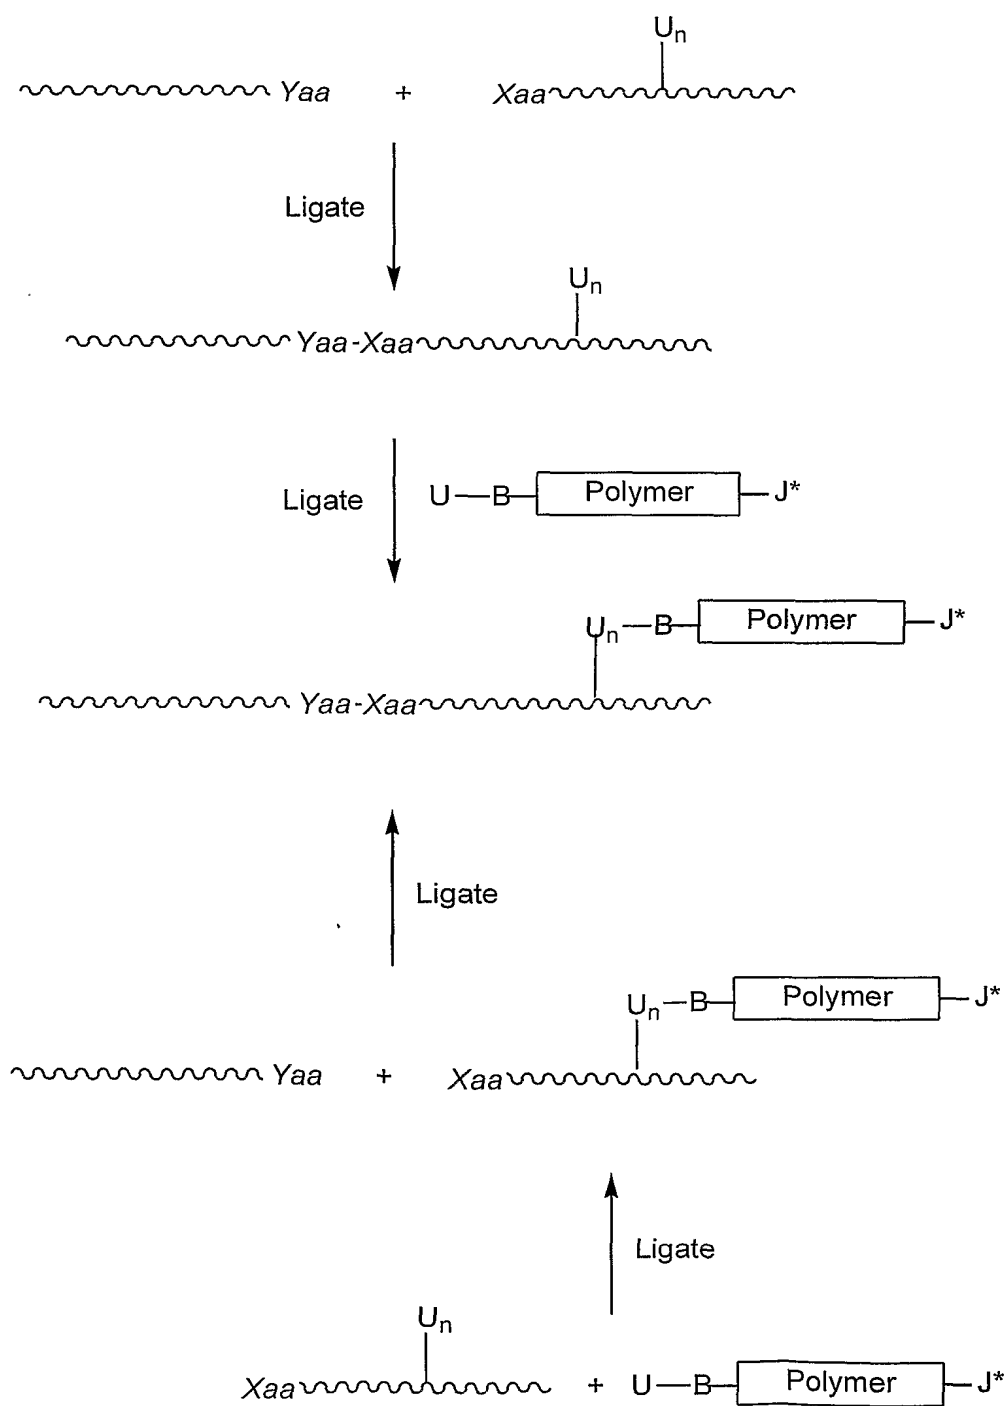 Un
Yaa + Xaa
Ligate
Un
Yaa-Xaa
Ligate U—B—Polymer—J*
Un—B—Polymer—J*
Yaa-Xaa
Ligate
Un—B—Polymer—J*
Yaa + Xaa
Ligate
Un
Xaa + U—B—Polymer—J*